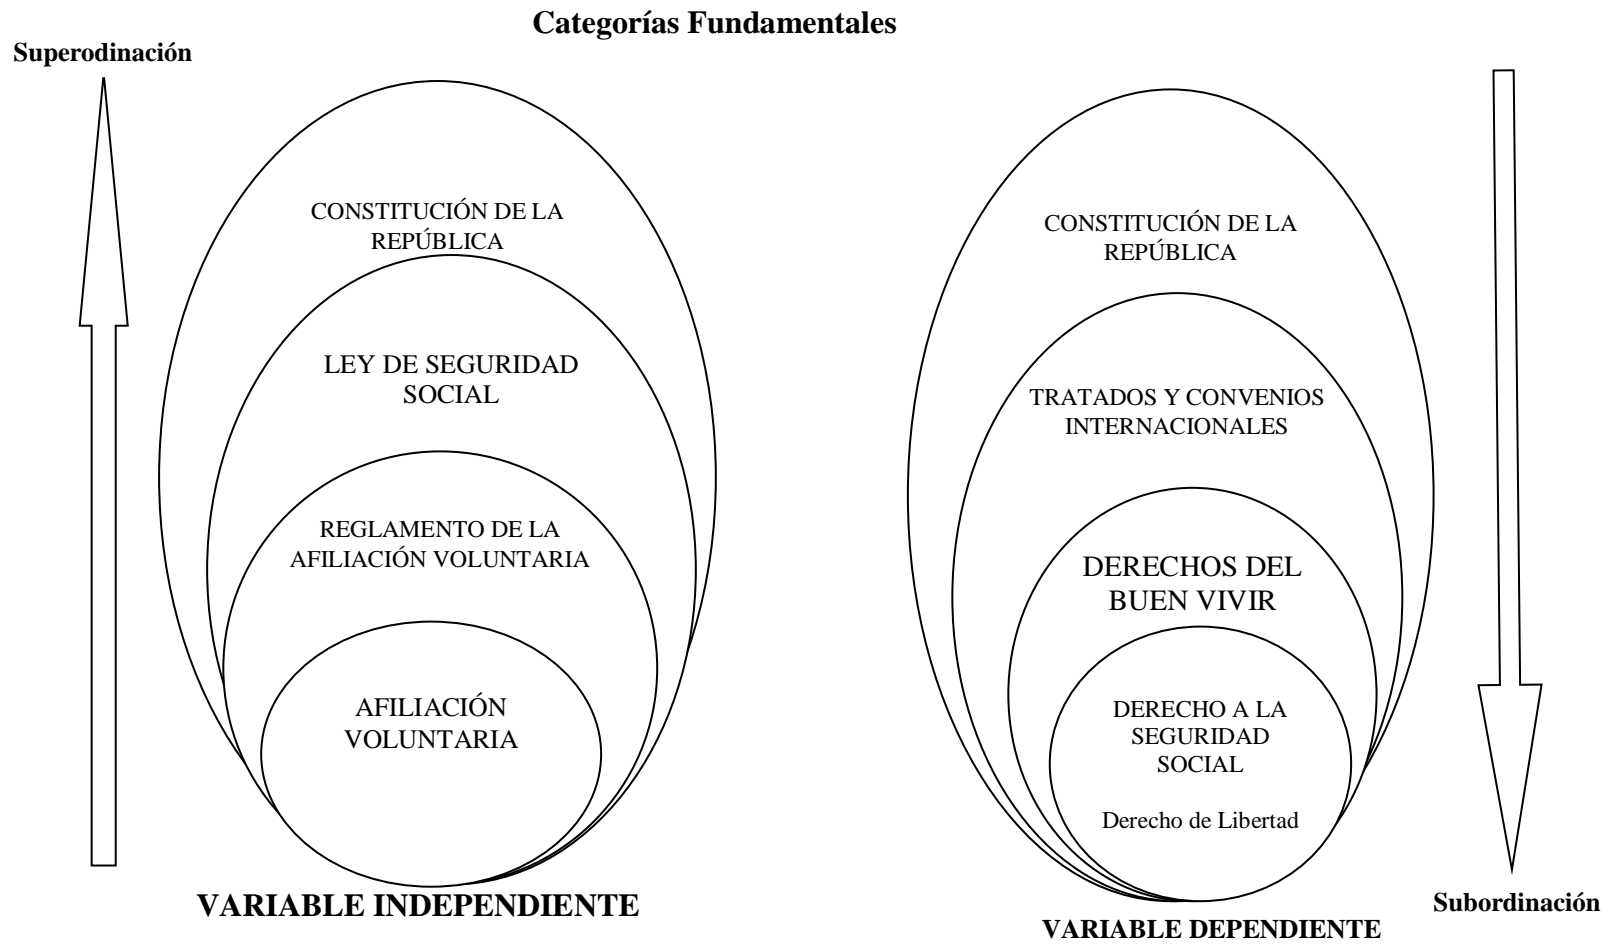 Categorías Fundamentales
Superodinación
CONSTITUCIÓN DE LA
REPÚBLICA
LEY DE SEGURIDAD
SOCIAL
REGLAMENTO DE LA
AFILIACIÓN VOLUNTARIA
AFILIACIÓN
VOLUNTARIA
VARIABLE INDEPENDIENTE
CONSTITUCIÓN DE LA
REPÚBLICA
TRATADOS Y CONVENIOS
INTERNACIONALES
DERECHOS DEL
BUEN VIVIR
DERECHO A LA
SEGURIDAD
SOCIAL
Derecho de Libertad
VARIABLE DEPENDIENTE
Subordinación